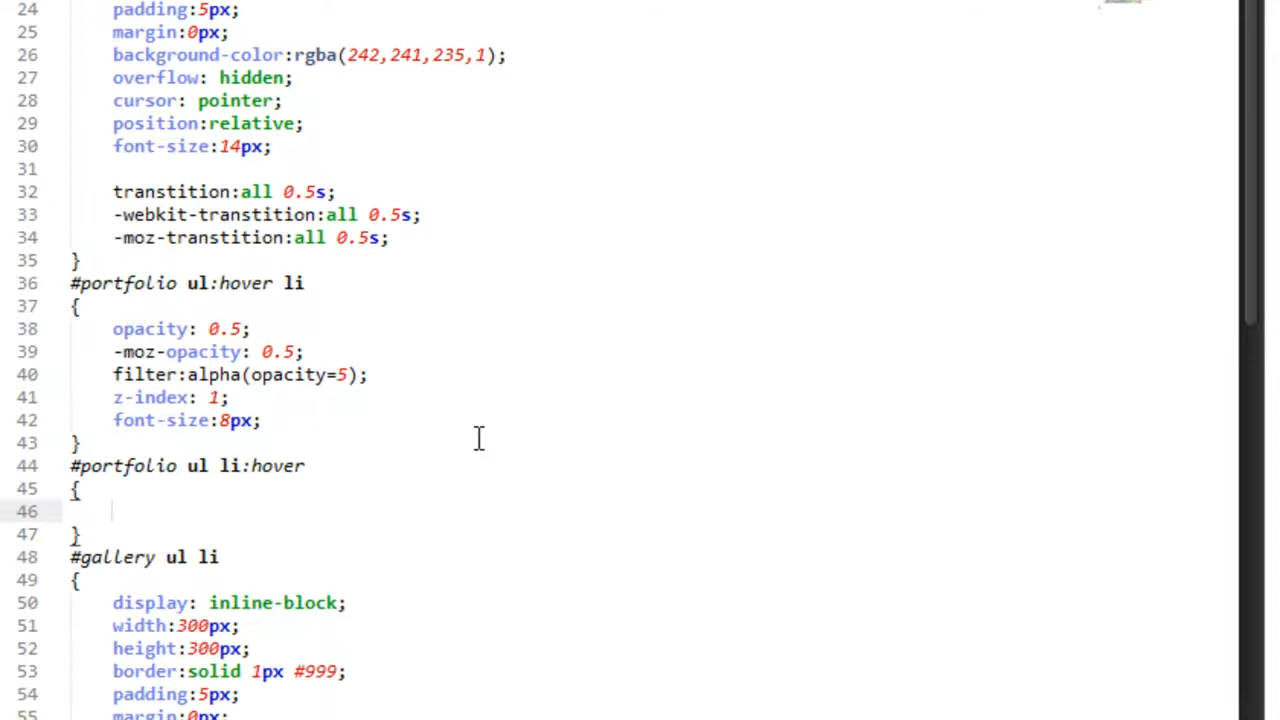 24 padding:5px;
25 margin:0px;
26 background-color:rgba(242,241,235,1);
27 overflow: hidden;
28 cursor: pointer;
29 position:relative;
30 font-size:14px;
31
32 transtition:all 0.5s;
33 -webkit-transtition:all 0.5s;
34 -moz-transtition:all 0.5s;
35 }
36 #portfolio ul:hover li
37 {
38 opacity: 0.5;
39 -moz-opacity: 0.5;
40 filter:alpha(opacity=5);
41 z-index: 1;
42 font-size:8px;
43 }
44 #portfolio ul li:hover
45 {
46
47 }
48 #gallery ul li
49 {
50 display: inline-block;
51 width:300px;
52 height:300px;
53 border:solid 1px #999;
54 padding:5px;
55 margin:0px;